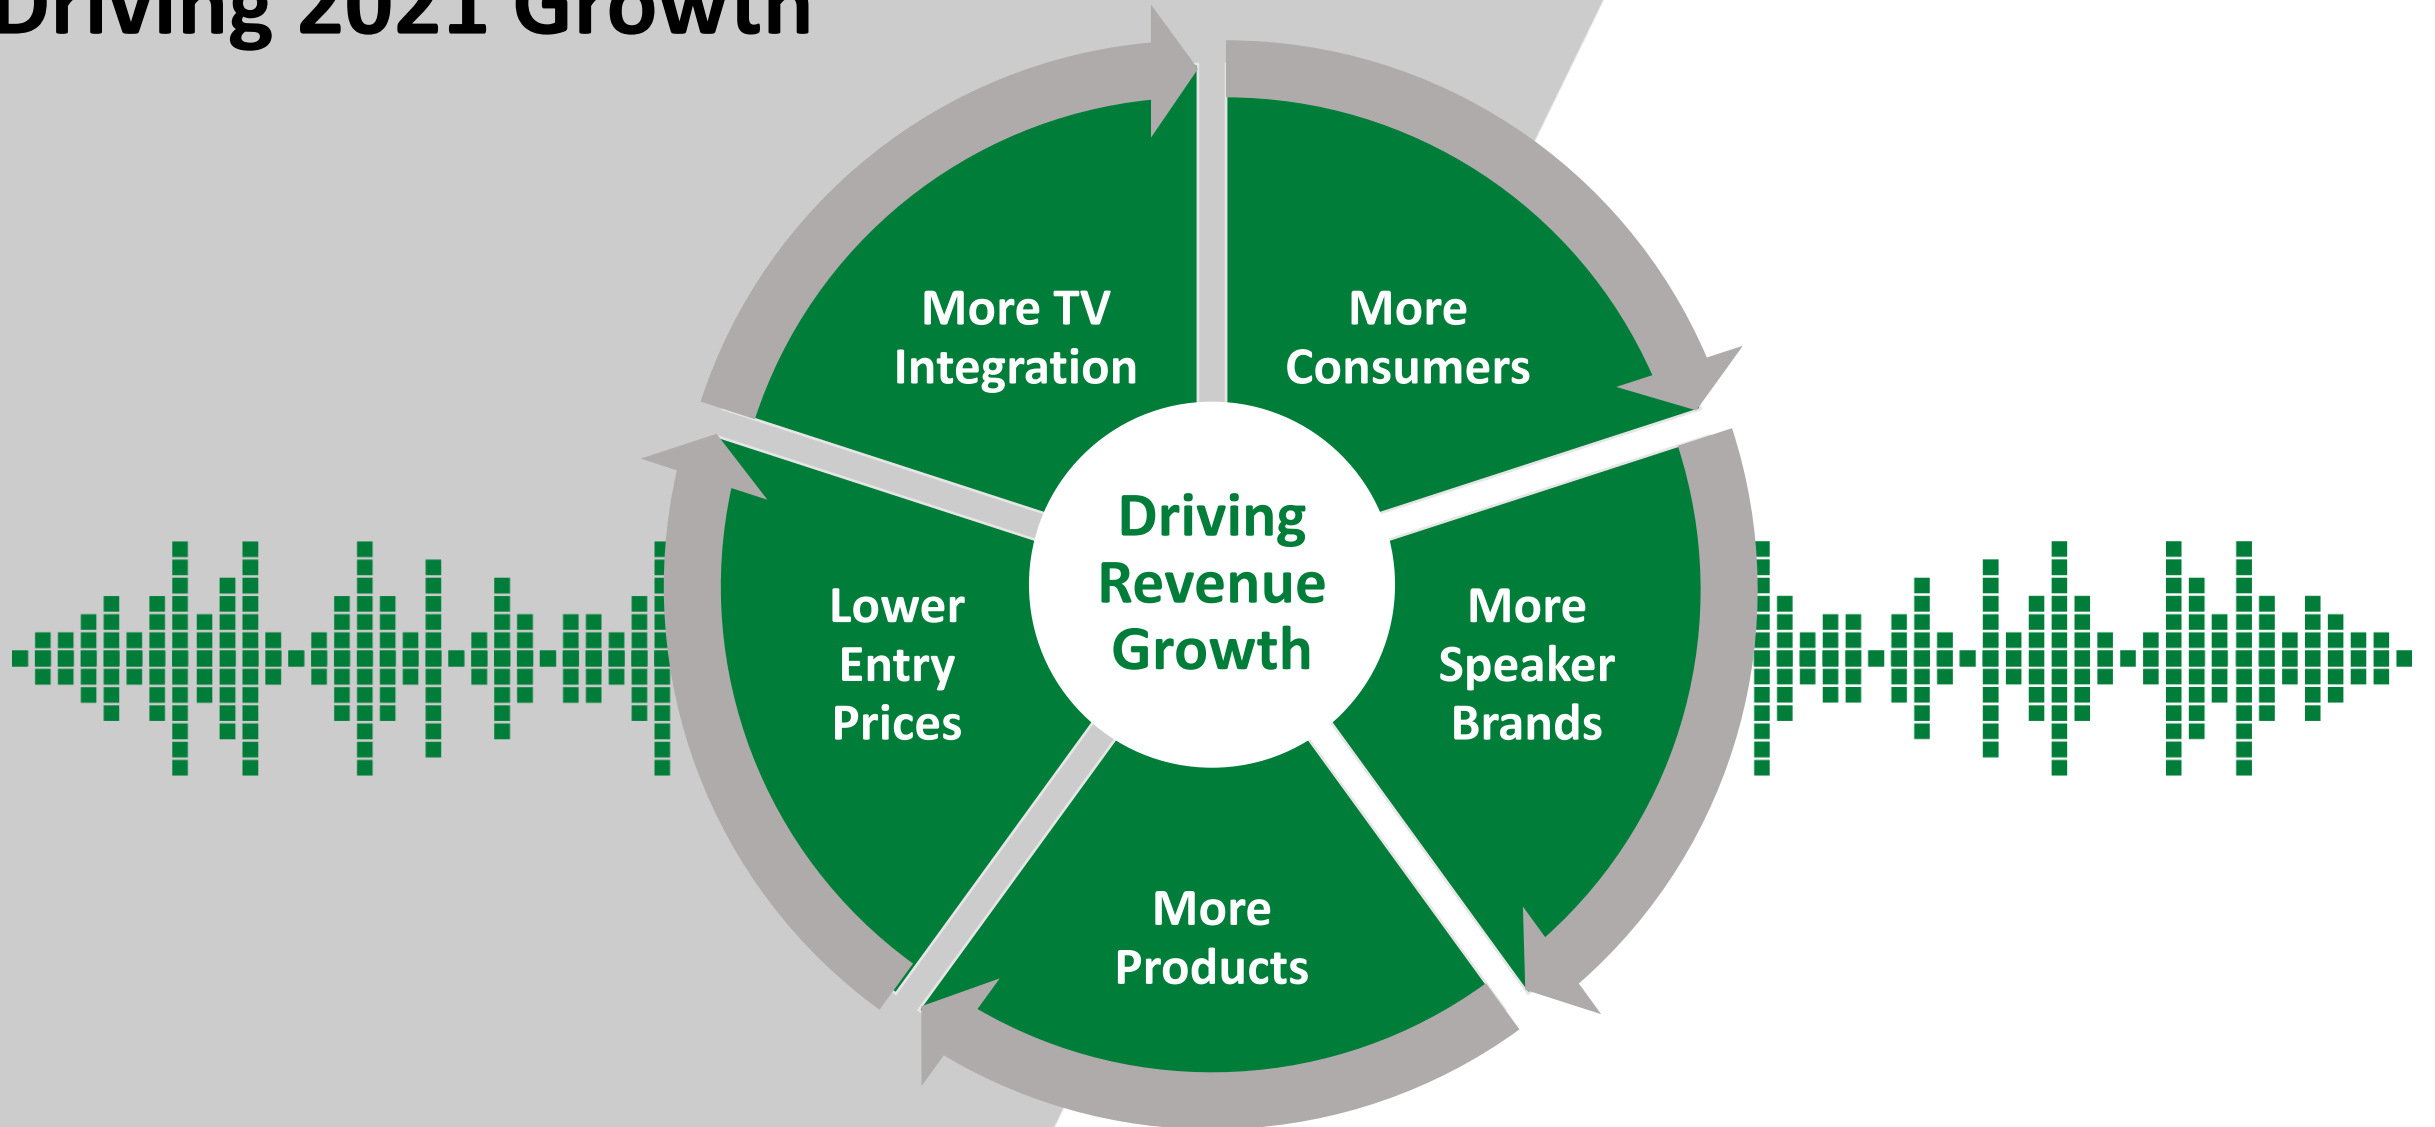 Driving 2021 Growth
More TV
Integration
More
Consumers
Driving
Revenue
Growth
Lower
Entry
Prices
More
Speaker
Brands
More
Products